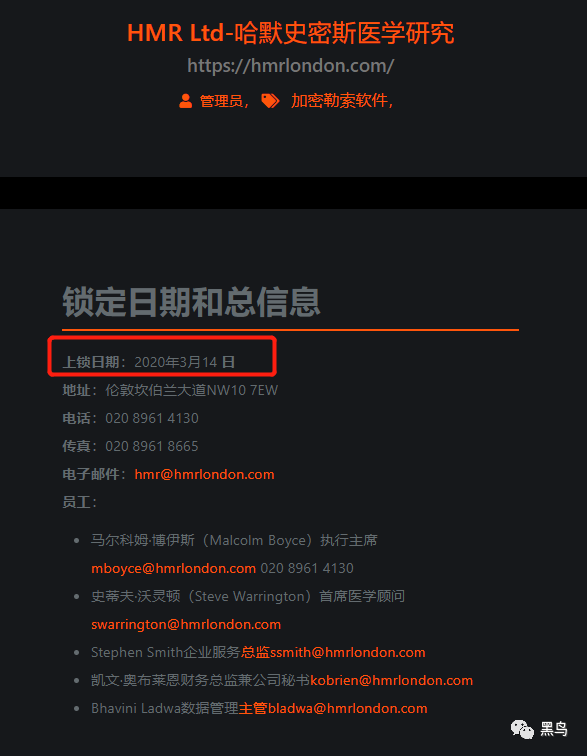 HMR Ltd-哈默史密斯医学研究
https://hmrlondon.com/
管理员， 加密勒索软件，
锁定日期和总信息
上锁日期：2020年3月14 日
地址：伦敦坎伯兰大道NW10 7EW
电话：020 8961 4130
传真：020 8961 8665
电子邮件：hmr@hmrlondon.com
员工：
• 马尔科姆·博伊斯（Malcolm Boyce）执行主席
mboyce@hmrlondon.com 020 8961 4130
• 史蒂夫·沃灵顿（Steve Warrington）首席医学顾问
swarrington@hmrlondon.com
• Stephen Smith企业服务总监ssmith@hmrlondon.com
• 凯文·奥布莱恩财务总监兼公司秘书kobrien@hmrlondon.com
• Bhavini Ladwa数据管理主管bladwa@hmrlondon.com
黑鸟